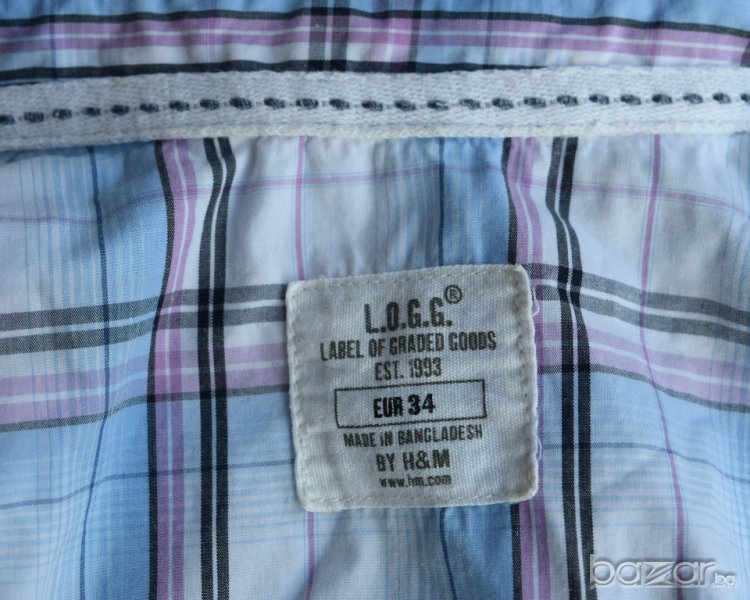 L.O.G.G.®
LABEL OF GRADED GOODS
EST. 1993
EUR 34
MADE IN BANGLADESH
BY H&M
www.hm.com
bazar.bg